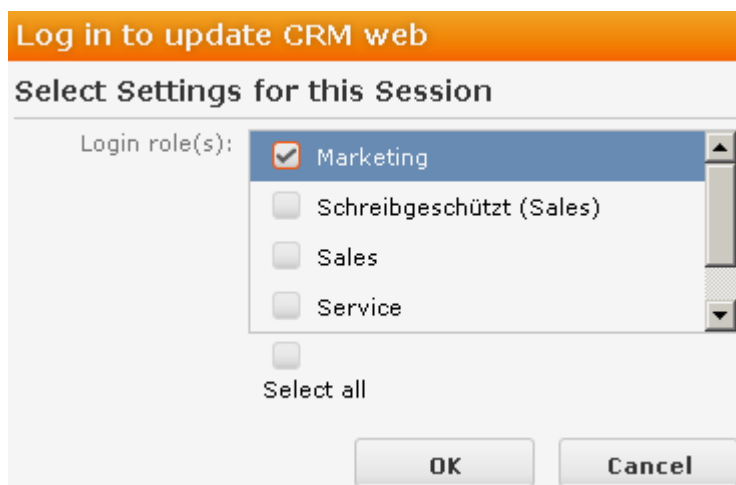 Log in to update CRM web
Select Settings for this Session
Login role(s):
Marketing
Schreibgeschützt (Sales)
Sales
Service
Select all
OK Cancel